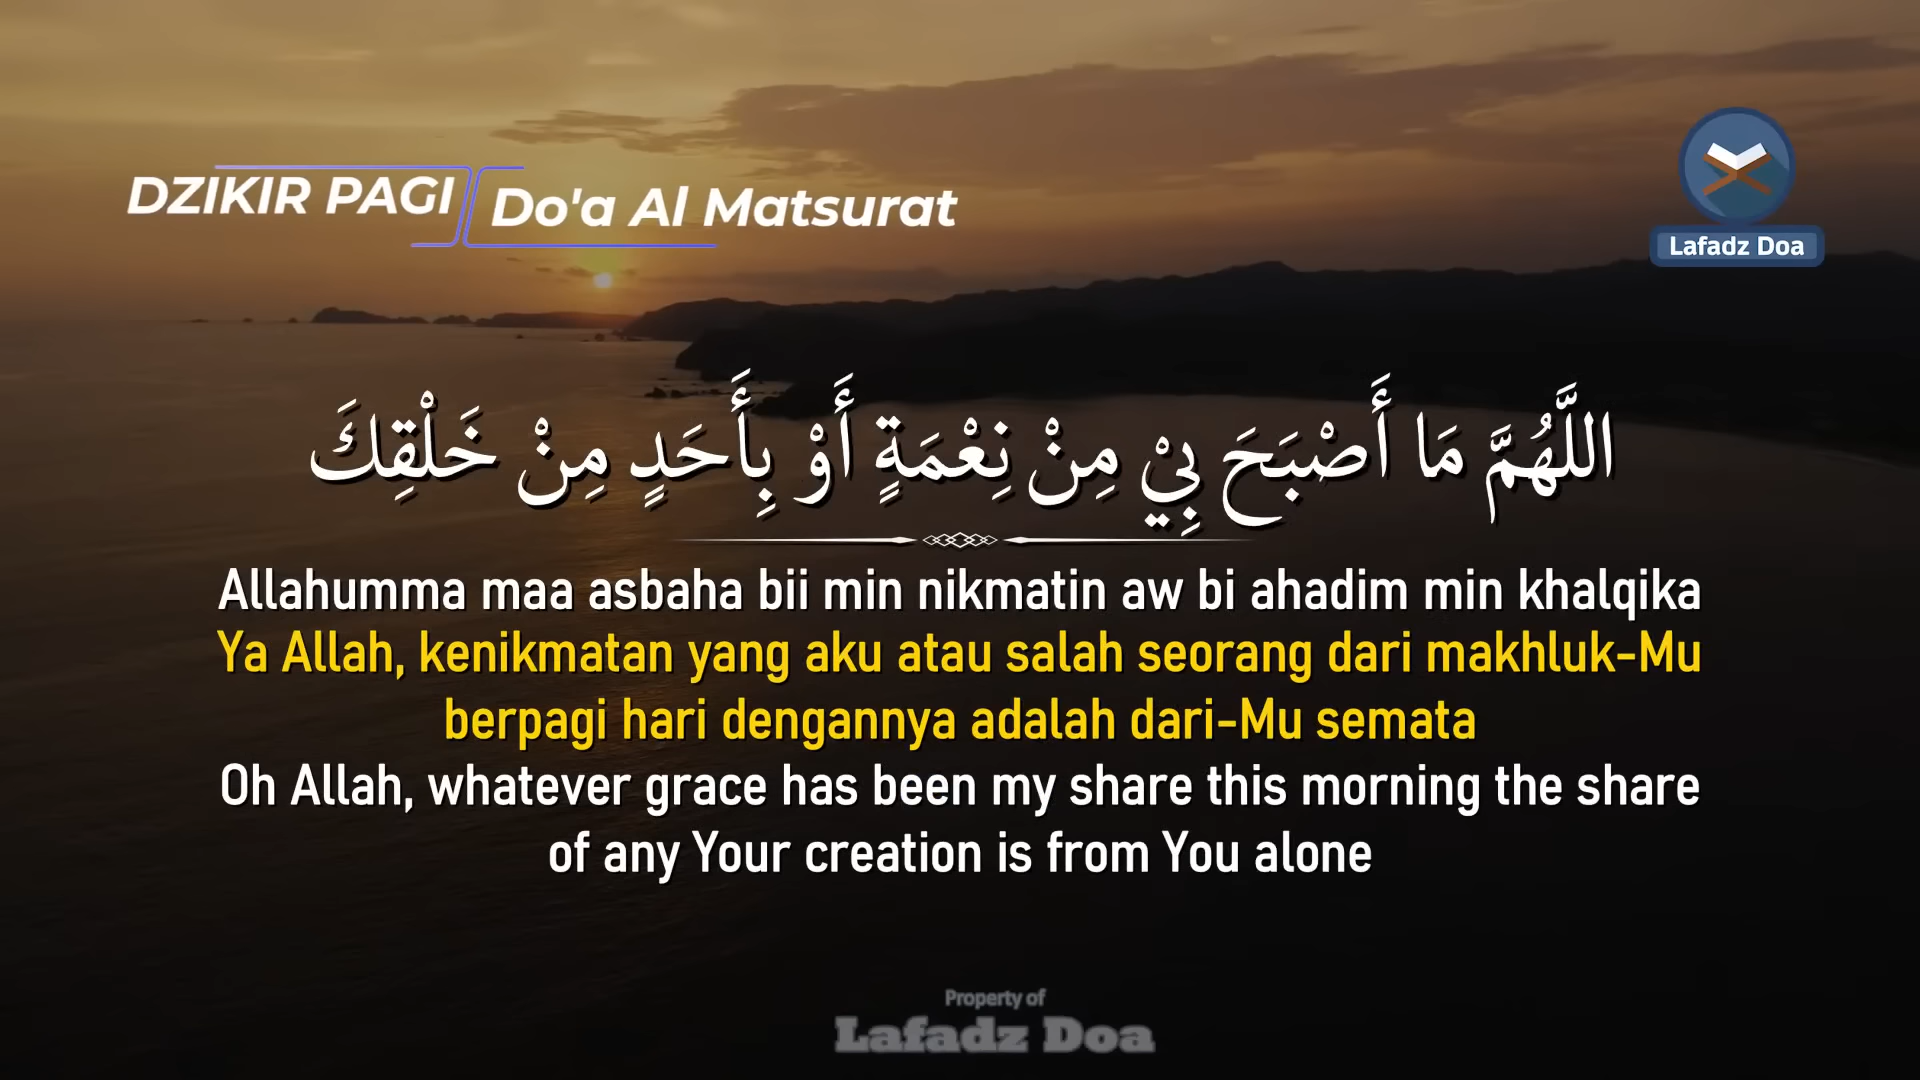 DZIKIR PAGI
Do'a Al Matsurat
Lafadz Doa
اللَّهُمَّ مَا أَصْبَحَ بِيْ مِنْ نِعْمَةٍ أَوْ بِأَحَدٍ مِنْ خَلْقِكَ
Allahumma maa asbaha bii min nikmatin aw bi ahadim min khalqika
Ya Allah, kenikmatan yang aku atau salah seorang dari makhluk-Mu
berpagi hari dengannya adalah dari-Mu semata
Oh Allah, whatever grace has been my share this morning the share
of any Your creation is from You alone
Property of
Lafadz Doa